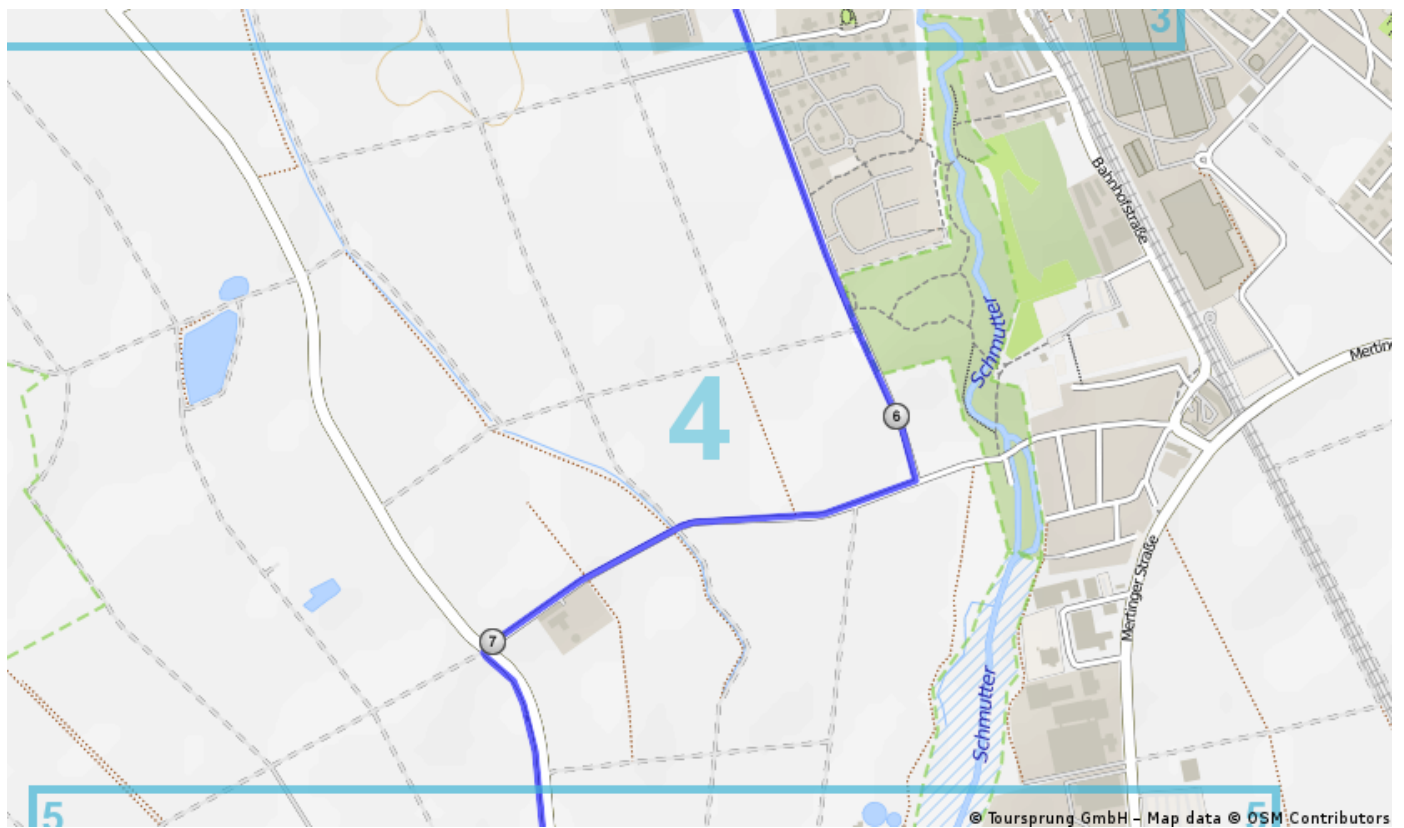 3
Bahnhofstraße
Schmutter
Mertin
4
6
Mertinger Straße
7
Schmutter
5
5
© Toursprung GmbH – Map data © OSM Contributors